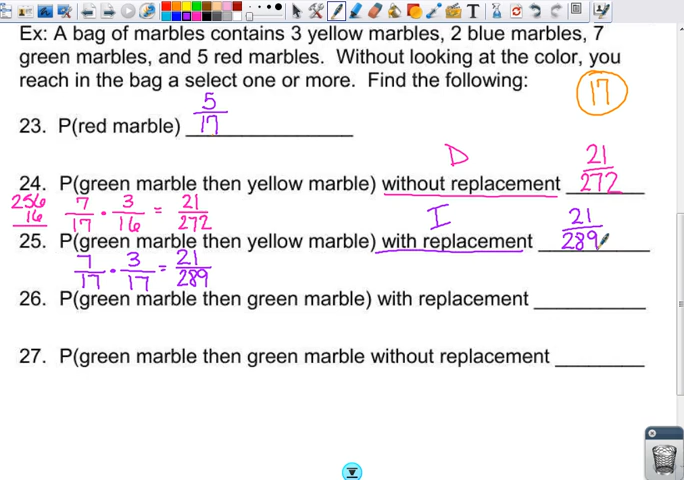 Ex: A bag of marbles contains 3 yellow marbles, 2 blue marbles, 7
green marbles, and 5 red marbles. Without looking at the color, you
reach in the bag a select one or more. Find the following:
17
23. P(red marble) 5/17
D
24. P(green marble then yellow marble) without replacement 21/272
256
16
7/17 · 3/16 = 21/272
I
25. P(green marble then yellow marble) with replacement 21/289
7/17 · 3/17 = 21/289
26. P(green marble then green marble) with replacement
27. P(green marble then green marble without replacement